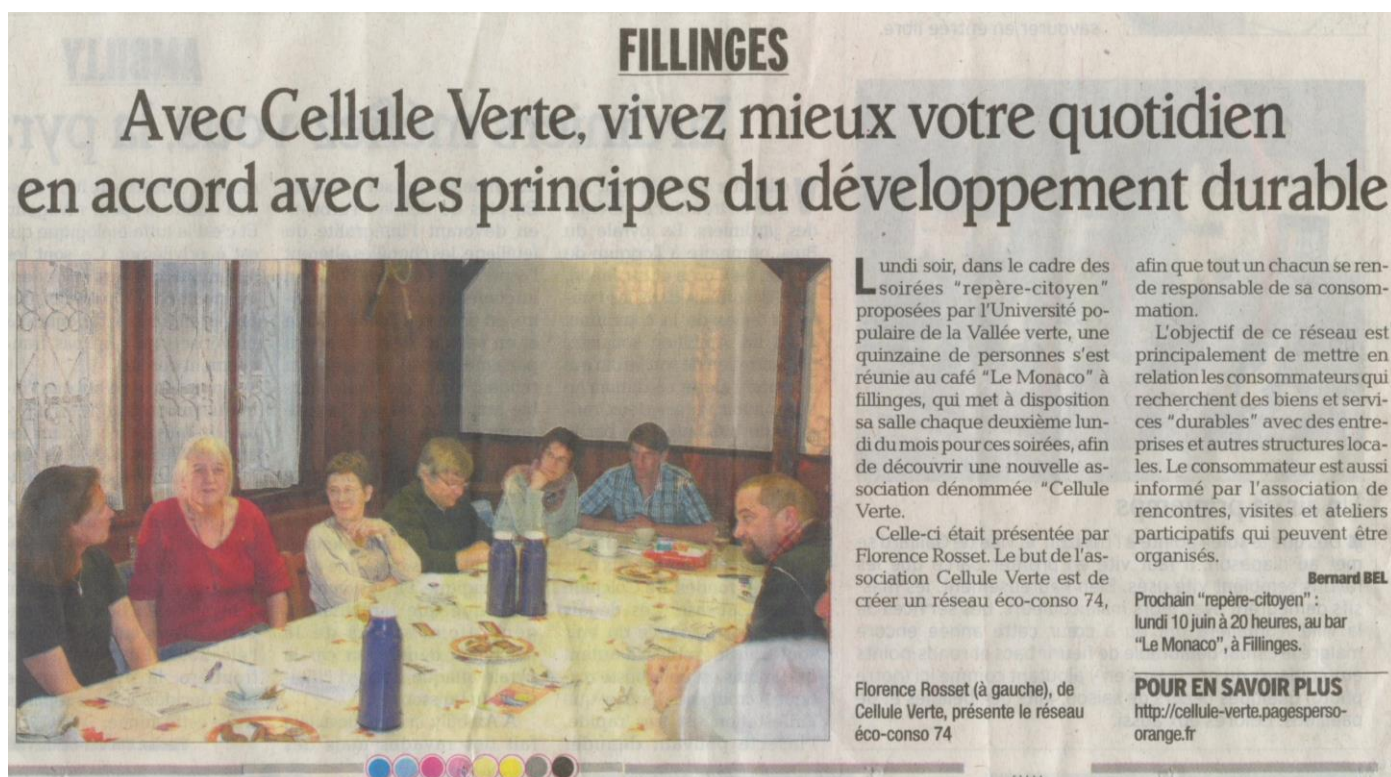 FILLINGES
Avec Cellule Verte, vivez mieux votre quotidien
en accord avec les principes du développement durable
Lundi soir, dans le cadre des
soirées "repère-citoyen"
proposées par l'Université po-
pulaire de la Vallée verte, une
quinzaine de personnes s'est
réunie au café "Le Monaco" à
fillinges, qui met à disposition
sa salle chaque deuxième lun-
di du mois pour ces soirées, afin
de découvrir une nouvelle as-
sociation dénommée "Cellule
Verte.
Celle-ci était présentée par
Florence Rosset. Le but de l'as-
sociation Cellule Verte est de
créer un réseau éco-conso 74,
afin que tout un chacun se ren-
de responsable de sa consom-
mation.
L'objectif de ce réseau est
principalement de mettre en
relation les consommateurs qui
recherchent des biens et servi-
ces "durables" avec des entre-
prises et autres structures loca-
les. Le consommateur est aussi
informé par l'association de
rencontres, visites et ateliers
participatifs qui peuvent être
organisés.
Bernard BEL
Prochain "repère-citoyen" :
lundi 10 juin à 20 heures, au bar
"Le Monaco", à Fillinges.
Florence Rosset (à gauche), de
Cellule Verte, présente le réseau
éco-conso 74
POUR EN SAVOIR PLUS
http://cellule-verte.pagesperso-
orange.fr